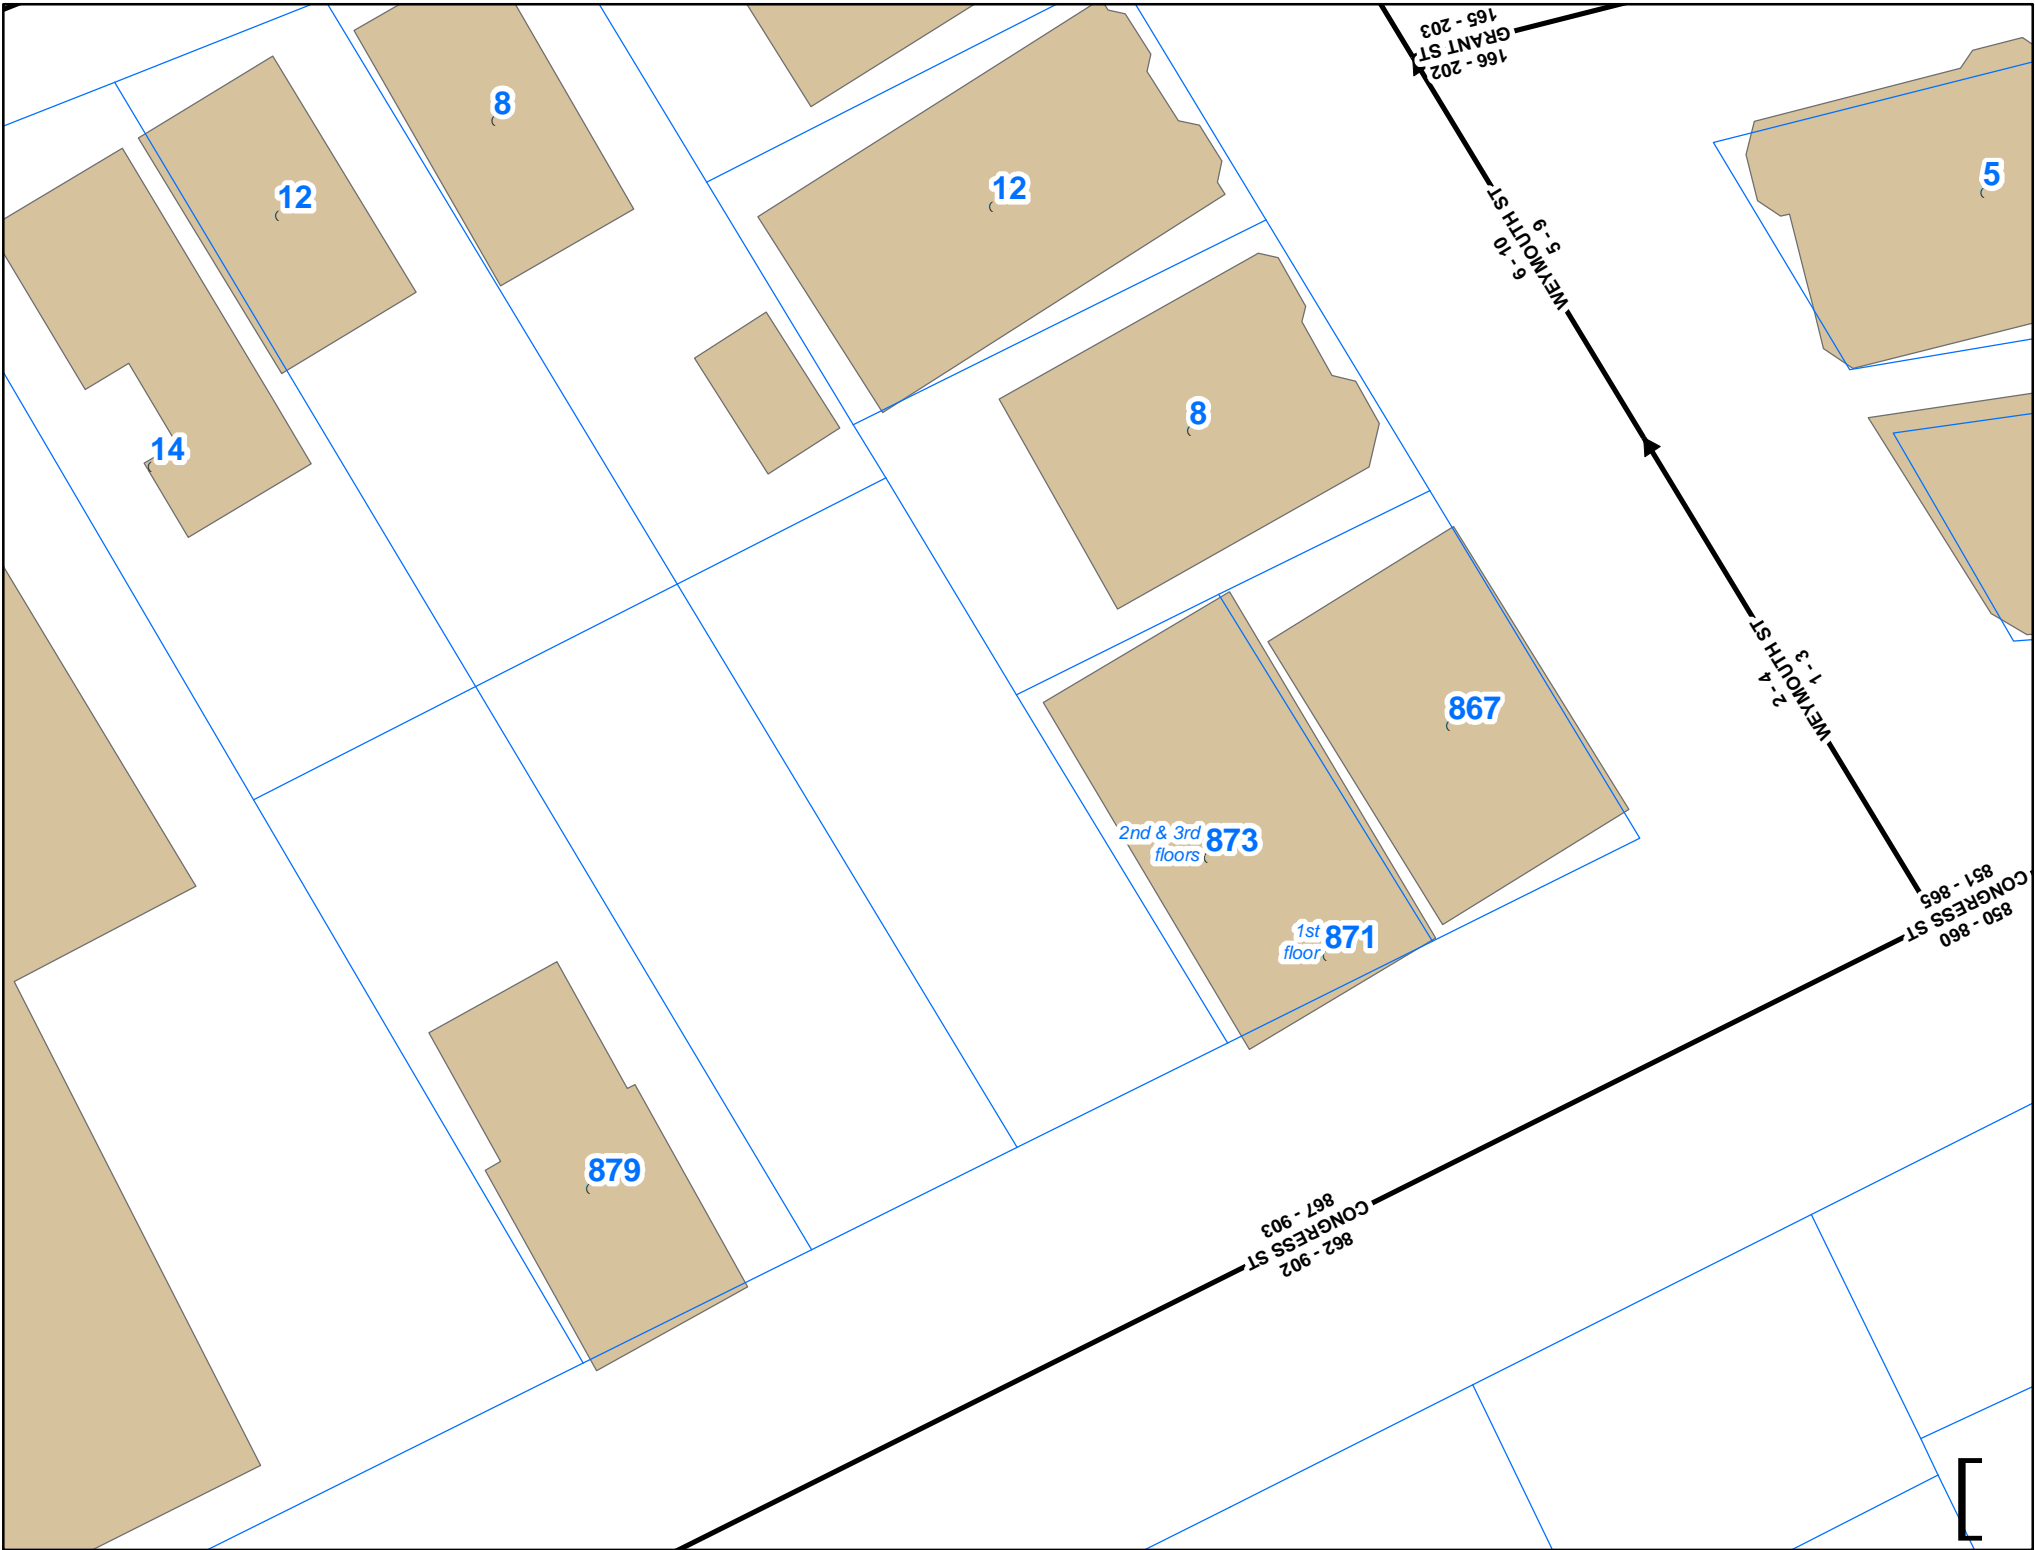 165 - 203
GRANT ST
166 - 202
8
5
12
12
WEYMOUTH ST
5 - 9
6 - 10
8
14
WEYMOUTH ST
1 - 3
2 - 4
867
2nd & 3rd
floors
873
851 - 865
CONGRESS ST
850 - 860
1st
floor
871
879
867 - 903
CONGRESS ST
862 - 902
[